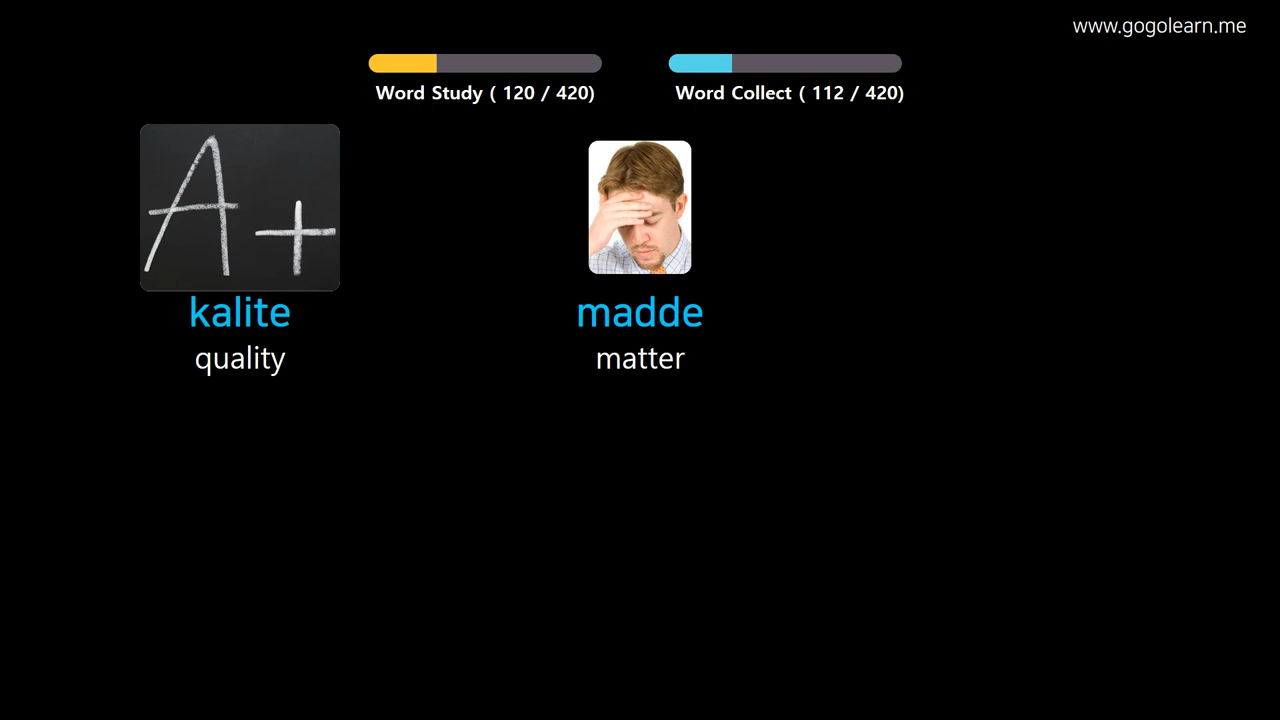 www.gogolearn.me
Word Study ( 120 / 420)
Word Collect ( 112 / 420)
A+
kalite
quality
madde
matter